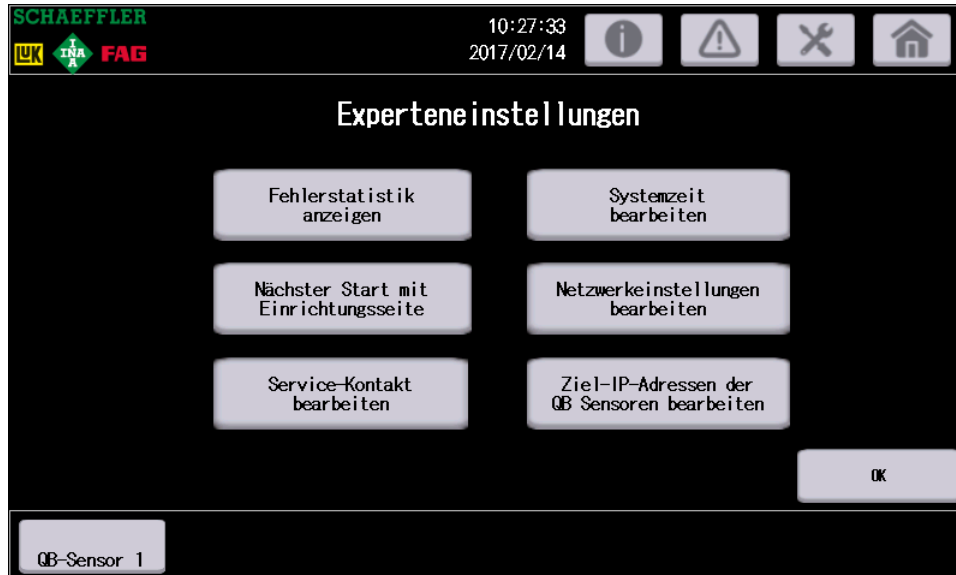 SCHAEFFLER
LUK INA FAG
10:27:33
2017/02/14
Experteneinstellungen
Fehlerstatistik
anzeigen
Systemzeit
bearbeiten
Nächster Start mit
Einrichtungsseite
Netzwerkeinstellungen
bearbeiten
Service-Kontakt
bearbeiten
Ziel-IP-Adressen der
QB Sensoren bearbeiten
OK
QB-Sensor 1